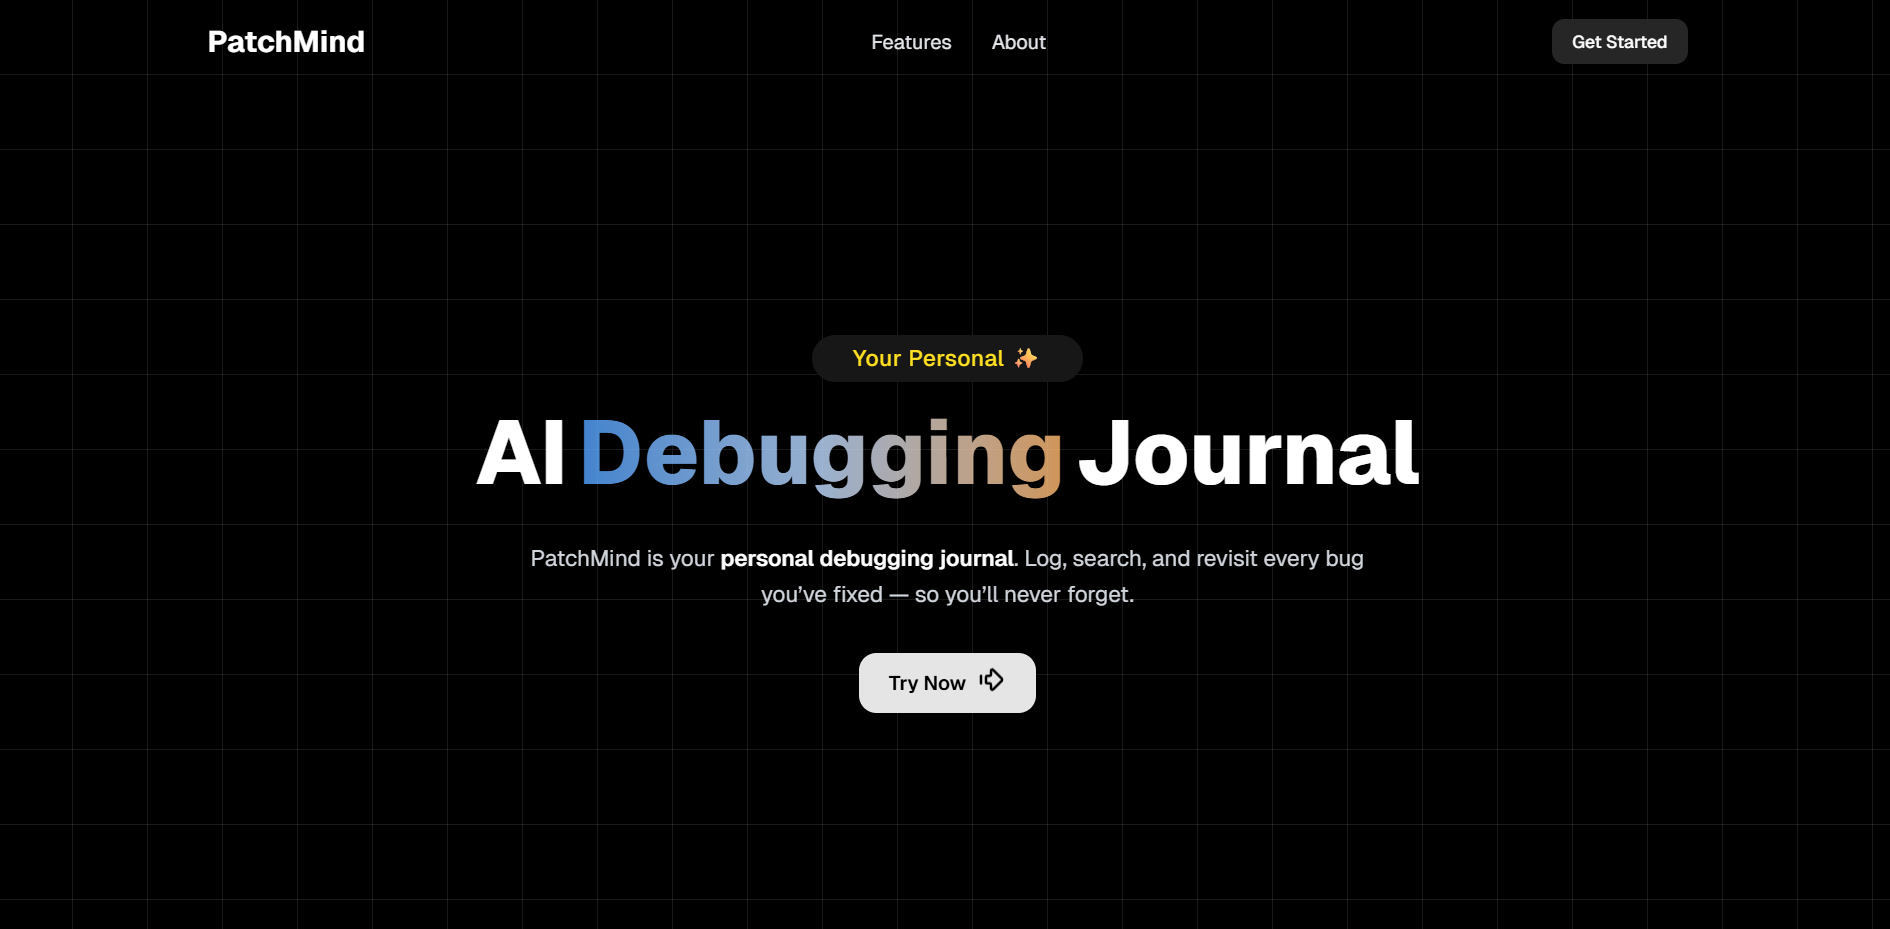 PatchMind
Features
About
Get Started
Your Personal ✨
AI Debugging Journal
PatchMind is your personal debugging journal. Log, search, and revisit every bug
you’ve fixed — so you’ll never forget.
Try Now